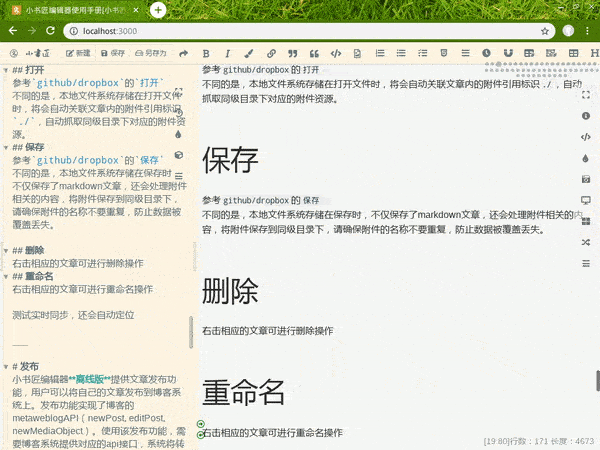 小书匠编辑器使用手册[小书匠
localhost:3000
小书匠 新建 保存 另存为
## 打开
参考`github/dropbox`的`打开`
不同的是，本地文件系统存储在打开文件
时，将会自动关联文章内的附件引用标识
`./`，自动抓取同级目录下对应的附件资
源。
## 保存
参考`github/dropbox`的`保存`
不同的是，本地文件系统存储在保存时，
不仅保存了markdown文章，还会处理附件
相关的内容，将附件保存到同级目录下，
请确保附件的名称不要重复，防止数据被
覆盖丢失。
## 删除
右击相应的文章可进行删除操作
## 重命名
右击相应的文章可进行重命名操作
测试实时同步，还会自动定位
——
# 发布
小书匠编辑器**离线版**提供文章发布功
能，用户可以将自己的文章发布到博客系
统上。发布功能实现了博客的
metaweblogAPI（newPost, editPost,
newMediaObject）。使用该发布功能，需
要博客系统提供对应的api接口，系统将转
参考 github/dropbox 的 打开
不同的是，本地文件系统存储在打开文件时，将会自动关联文章内的附件引用标识 ./，自动
抓取同级目录下对应的附件资源。
保存
参考 github/dropbox 的 保存
不同的是，本地文件系统存储在保存时，不仅保存了markdown文章，还会处理附件相关的内
容，将附件保存到同级目录下，请确保附件的名称不要重复，防止数据被覆盖丢失。
删除
右击相应的文章可进行删除操作
重命名
右击相应的文章可进行重命名操作
[19:80]行数：171 长度：4673